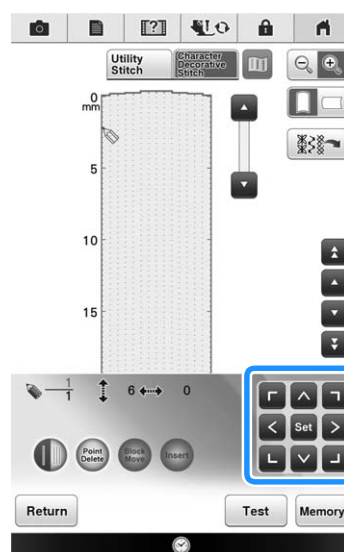 ?
Utility
Stitch
Character
Decorative
Stitch
0
mm
5
10
15
1
1
6
0
Set
Point
Delete
Block
Move
Insert
Return
Test
Memory